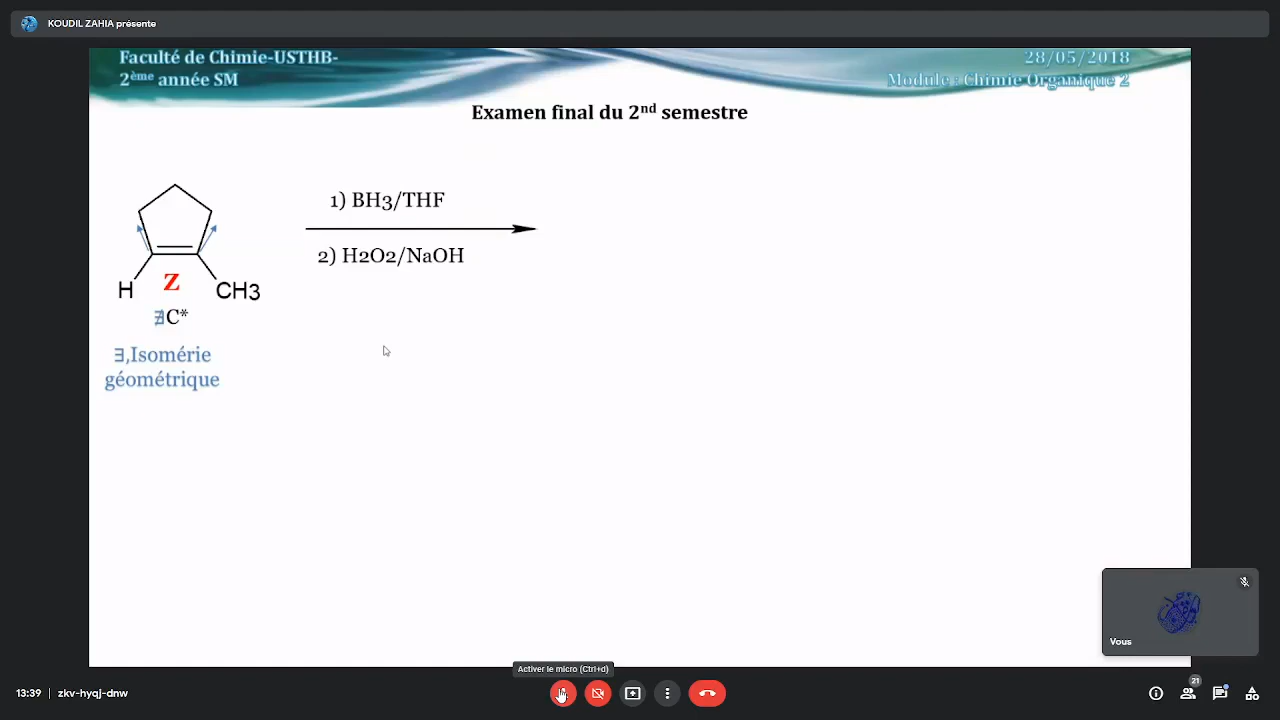 KOUDIL ZAHIA présente
Faculté de Chimie-USTHB-
2ème année SM
28/05/2018
Module : Chimie Organique 2
Examen final du 2nd semestre
1) BH3/THF
2) H2O2/NaOH
H
Z
CH3
∄C*
∃,Isomérie
géométrique
Vous
Activer le micro (Ctrl+d)
13:39 | zkv-hyqj-dnw
21